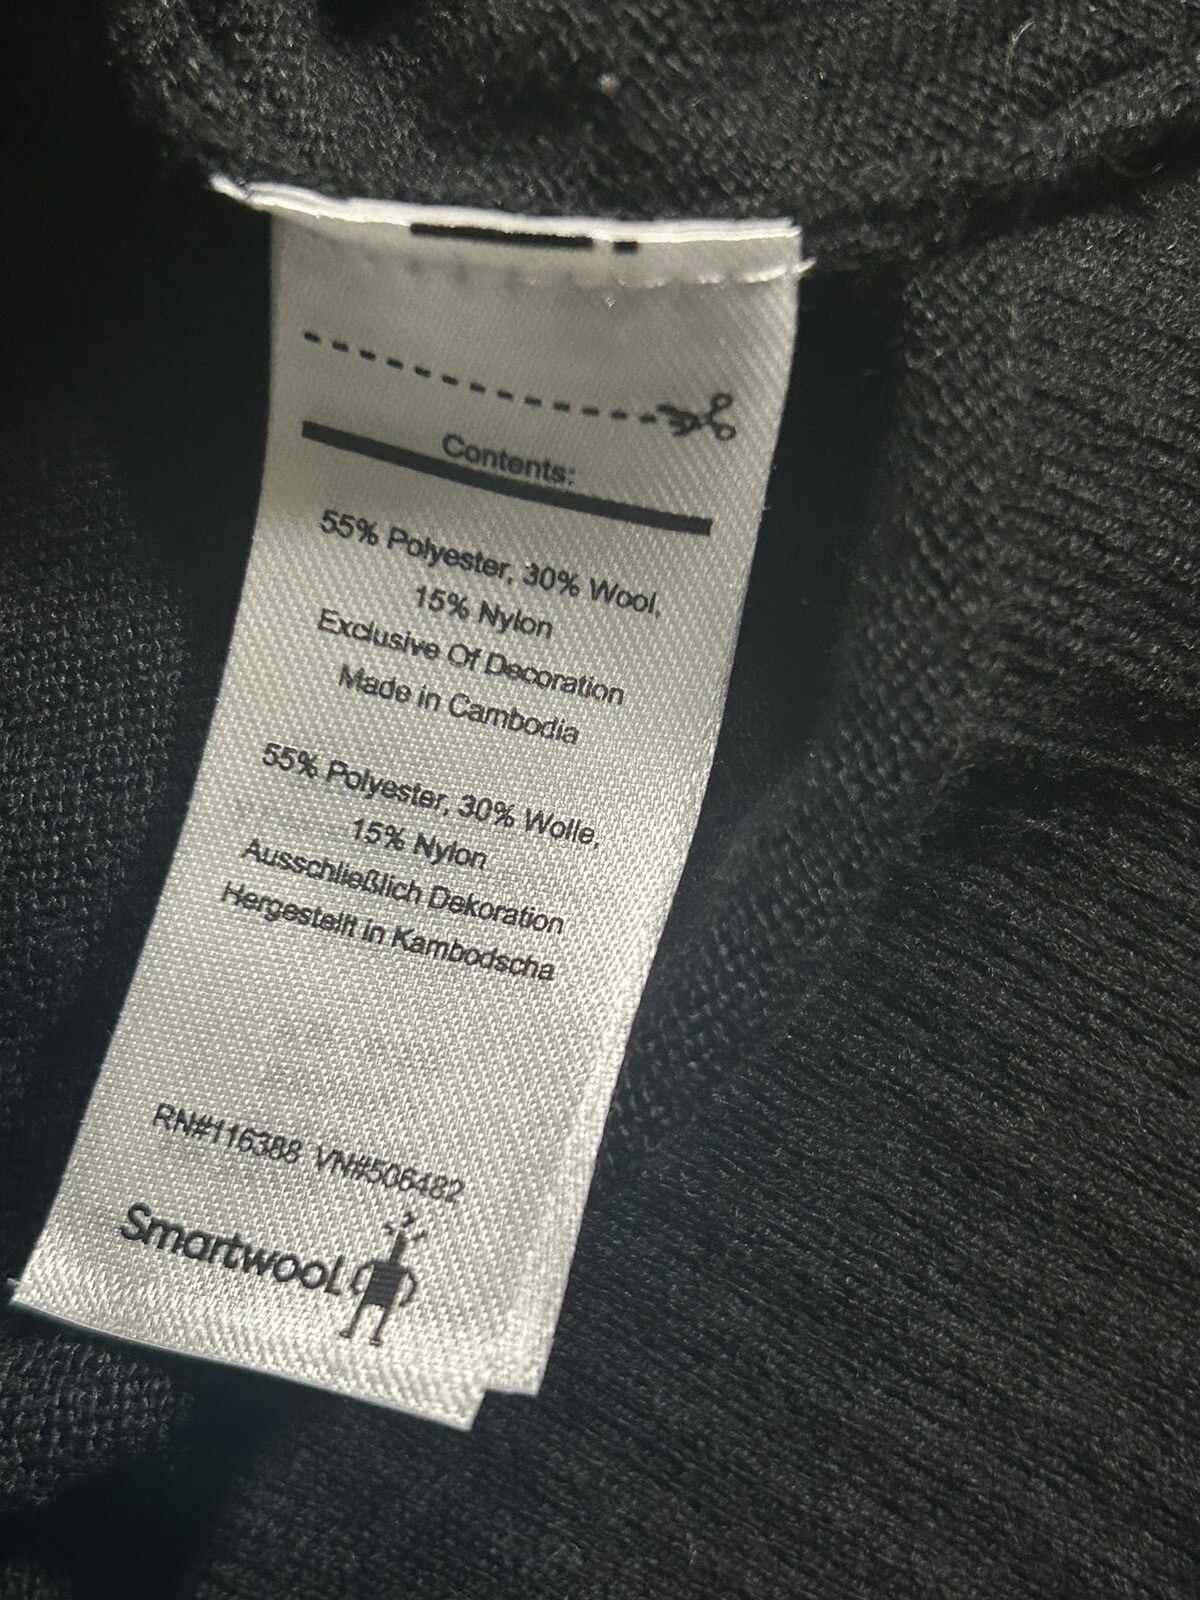 Contents:
55% Polyester, 30% Wool,
15% Nylon
Exclusive Of Decoration
Made in Cambodia
55% Polyester, 30% Wolle,
15% Nylon
Ausschließlich Dekoration
Hergestellt in Kambodscha
RN#116388 VN#506482
Smartwool